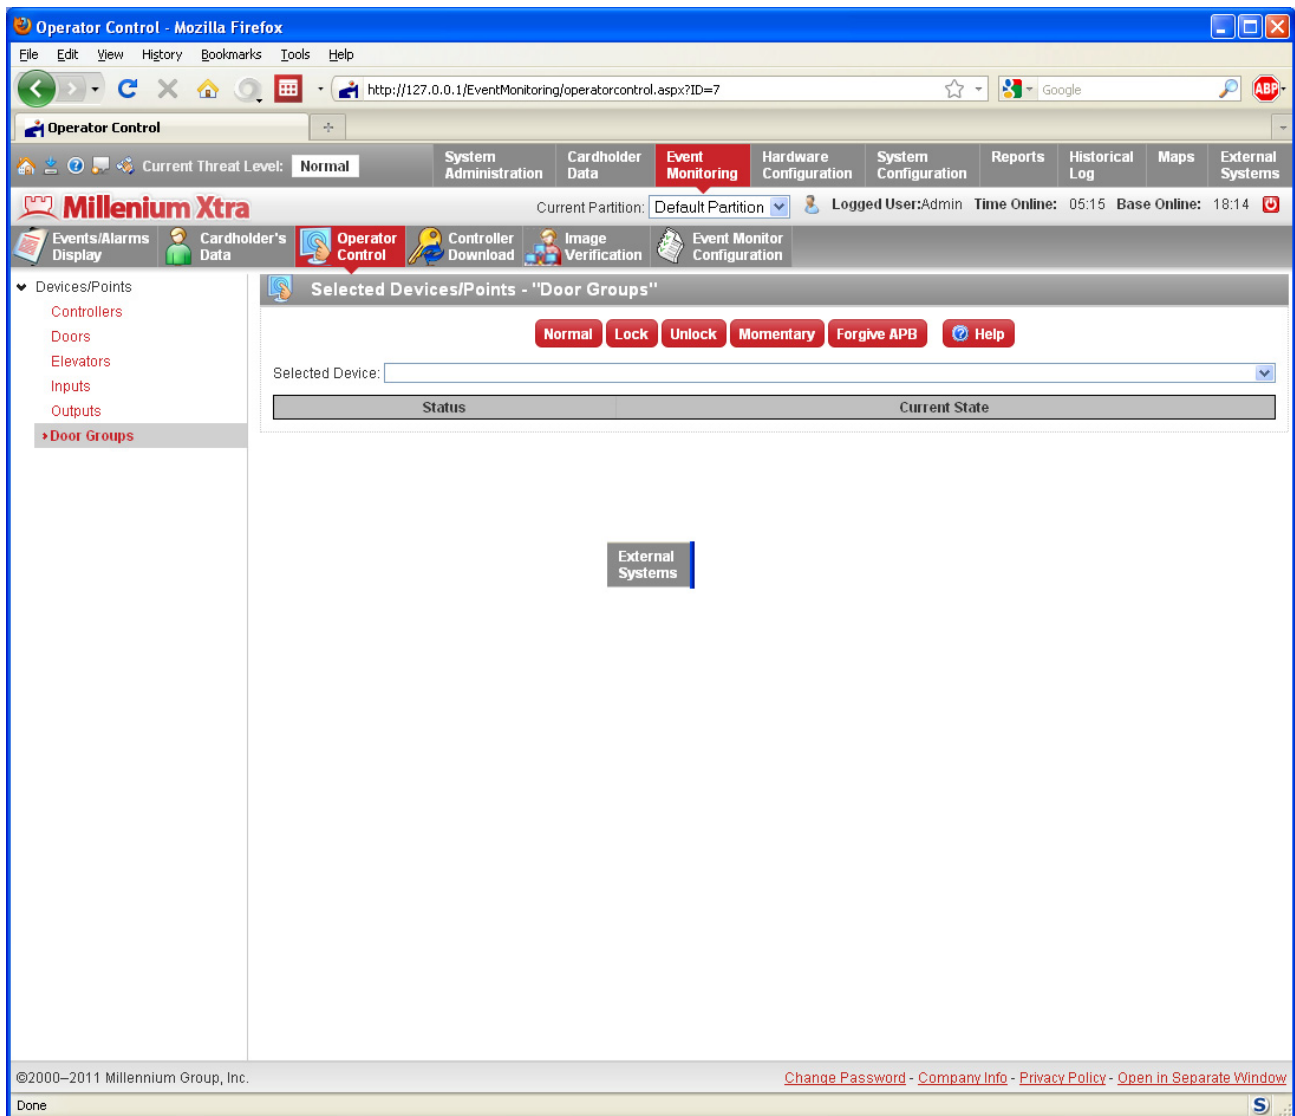 Operator Control - Mozilla Firefox
File Edit View History Bookmarks Tools Help
http://127.0.0.1/EventMonitoring/operatorcontrol.aspx?ID=7
Google
ABP
Operator Control
Current Threat Level: Normal
System Administration
Cardholder Data
Event Monitoring
Hardware Configuration
System Configuration
Reports
Historical Log
Maps
External Systems
Millenium Xtra
Current Partition: Default Partition
Logged User:Admin Time Online: 05:15 Base Online: 18:14
Events/Alarms Display
Cardholder's Data
Operator Control
Controller Download
Image Verification
Event Monitor Configuration
Devices/Points
Controllers
Doors
Elevators
Inputs
Outputs
Door Groups
Selected Devices/Points - "Door Groups"
Normal Lock Unlock Momentary Forgive APB Help
Selected Device:
Status Current State
External
Systems
©2000–2011 Millennium Group, Inc.
Change Password - Company Info - Privacy Policy - Open in Separate Window
Done
S